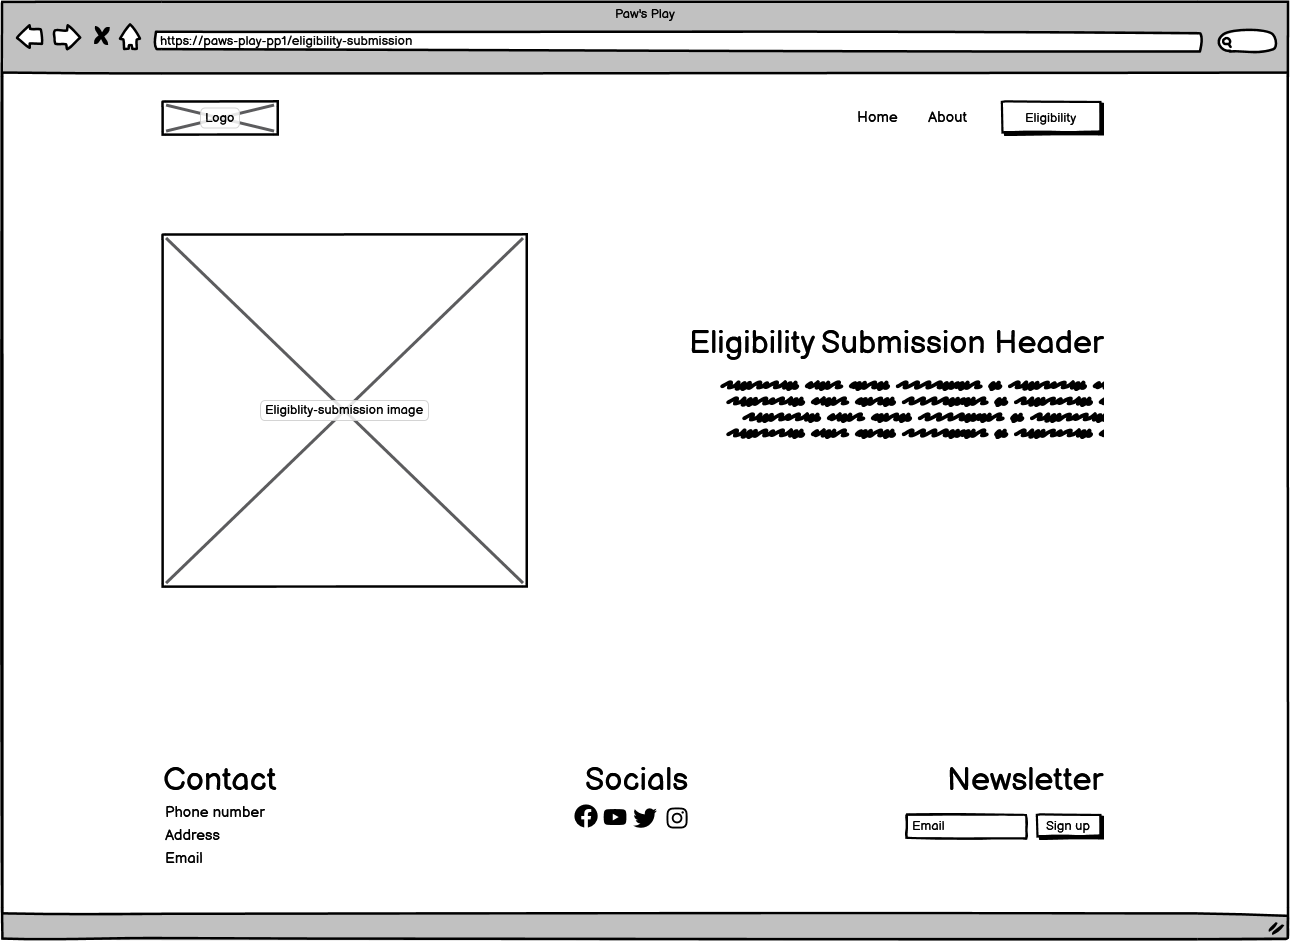 Paw's Play
https://paws-play-pp1/eligibility-submission
Logo
Home
About
Eligibility
Eligiblity-submission image
Eligibility Submission Header
Contact
Phone number
Address
Email
Socials
Newsletter
Email
Sign up